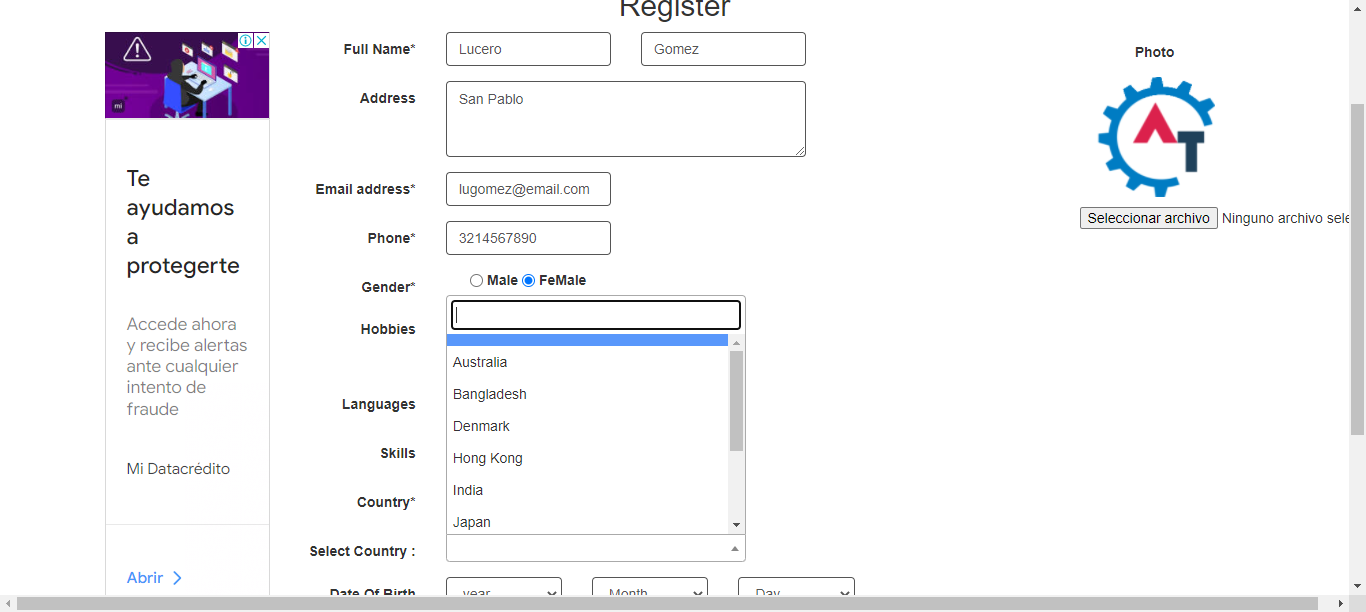 Register
Full Name*
Lucero
Gomez
Photo
Address
San Pablo
AT
Seleccionar archivo Ninguno archivo sele
Email address*
lugomez@email.com
Phone*
3214567890
Gender*
Male FeMale
Hobbies
Australia
Bangladesh
Denmark
Hong Kong
India
Japan
Languages
Skills
Country*
Select Country :
Date Of Birth
year
Month
Day
mi
Te
ayudamos
a
protegerte
Accede ahora
y recibe alertas
ante cualquier
intento de
fraude
Mi Datacrédito
Abrir